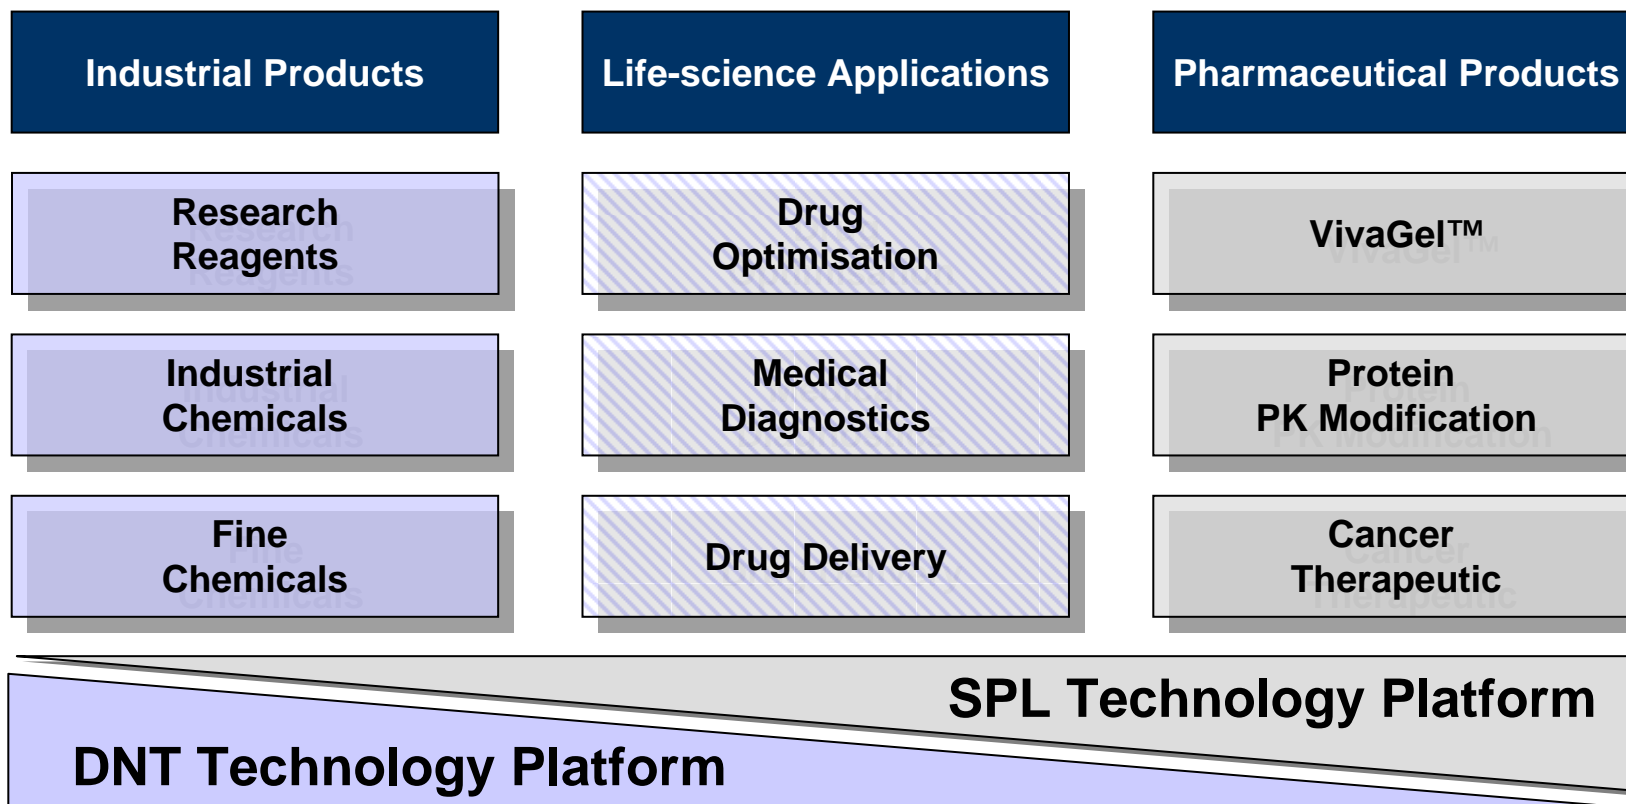 Industrial Products
Life-science Applications
Pharmaceutical Products
Research
Reagents
Drug
Optimisation
VivaGel™
Industrial
Chemicals
Medical
Diagnostics
Protein
PK Modification
Fine
Chemicals
Drug Delivery
Cancer
Therapeutic
SPL Technology Platform
DNT Technology Platform